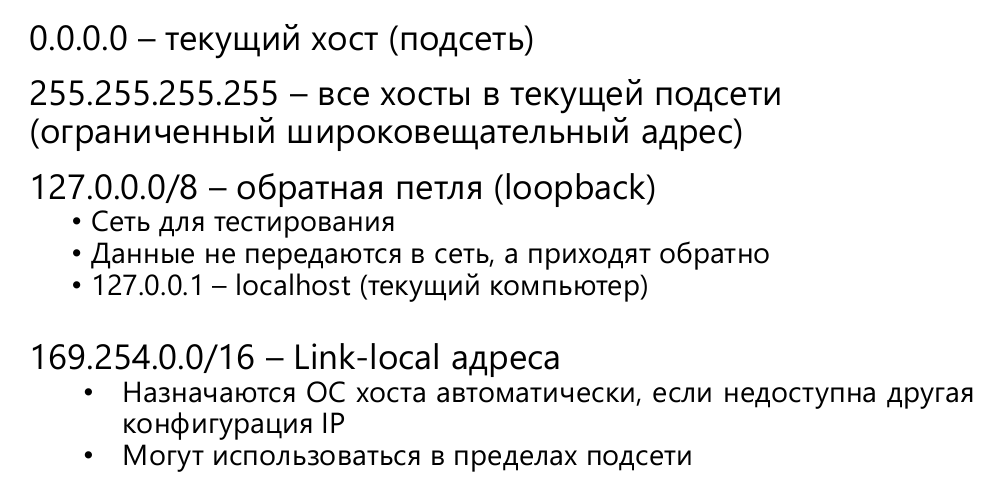 0.0.0.0 – текущий хост (подсеть)
255.255.255.255 – все хосты в текущей подсети
(ограниченный широковещательный адрес)
127.0.0.0/8 – обратная петля (loopback)
• Сеть для тестирования
• Данные не передаются в сеть, а приходят обратно
• 127.0.0.1 – localhost (текущий компьютер)
169.254.0.0/16 – Link-local адреса
• Назначаются ОС хоста автоматически, если недоступна другая
конфигурация IP
• Могут использоваться в пределах подсети